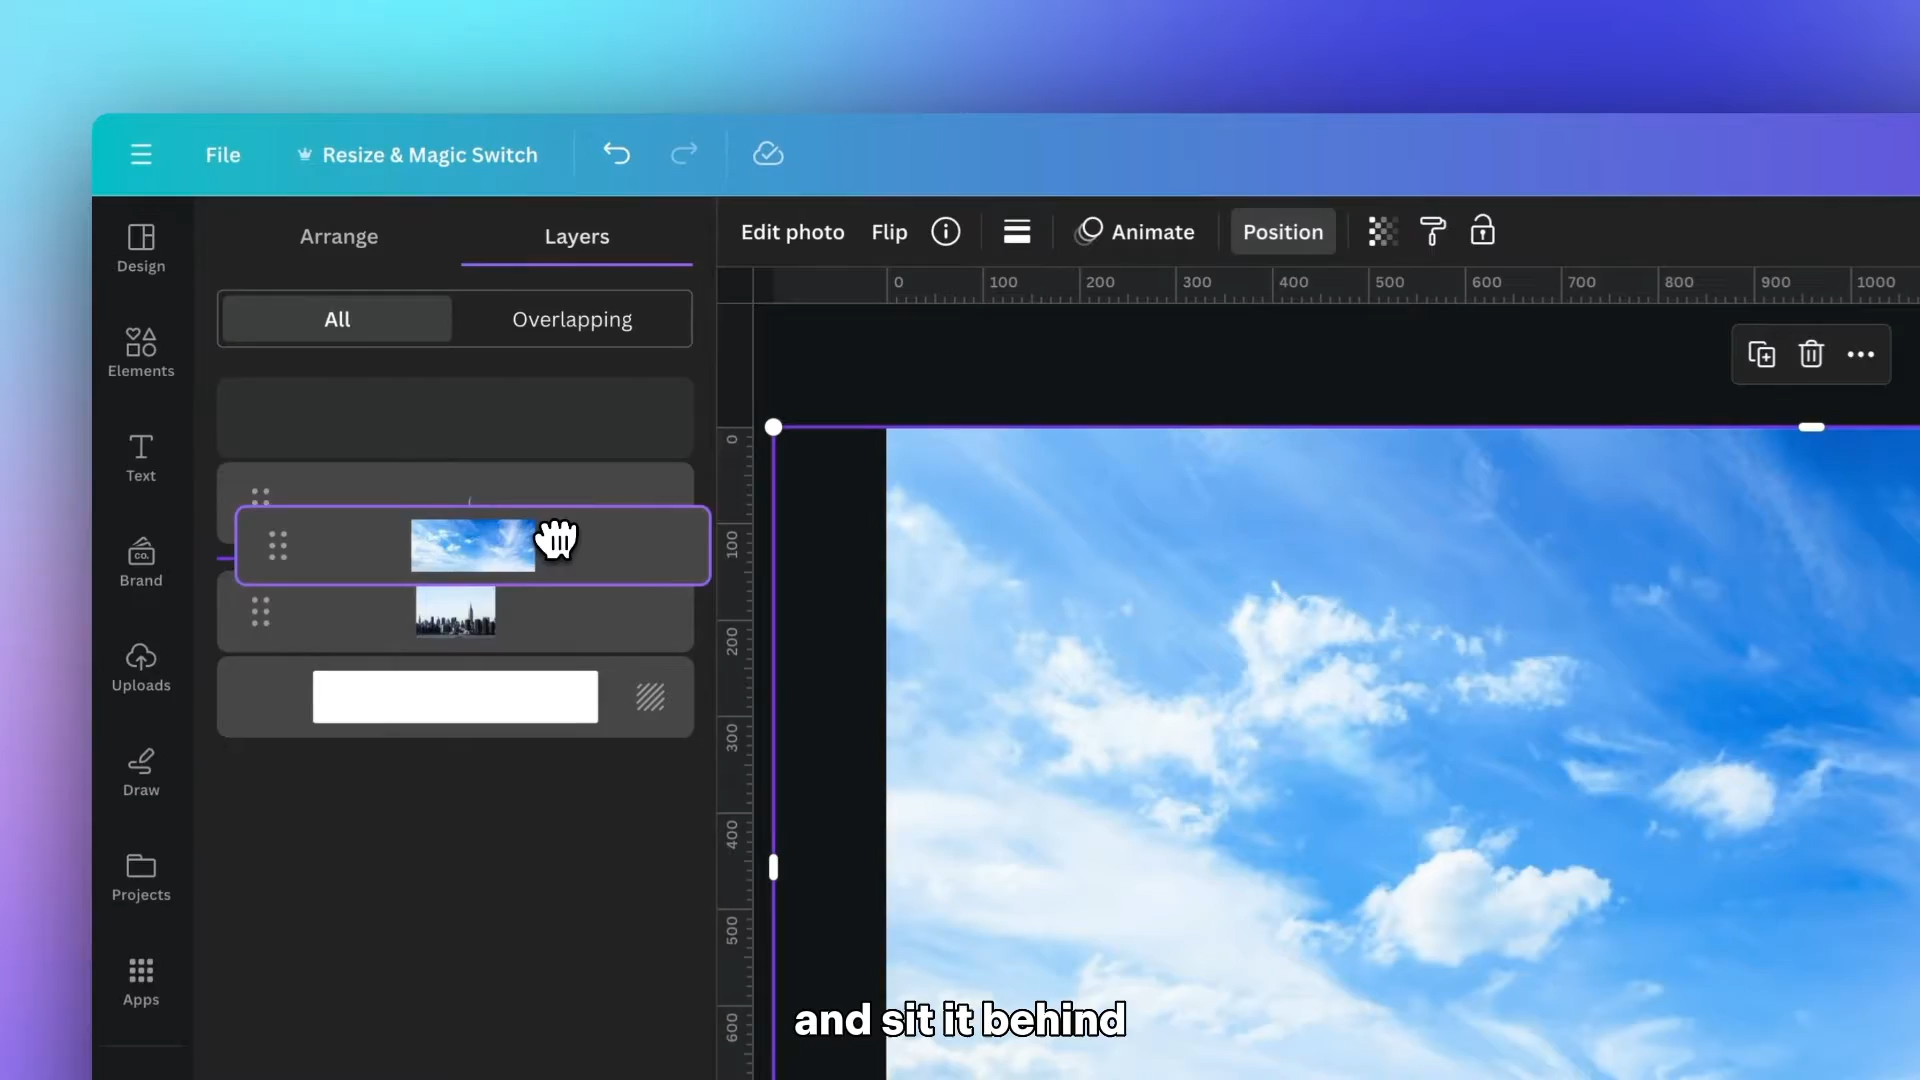 File
Resize & Magic Switch
Design
Elements
Text
CO.
Brand
Uploads
Draw
Projects
Apps
Arrange
Layers
All
Overlapping
Edit photo
Flip
Animate
Position
0 100 200 300 400 500 600 700 800 900 1000
0
100
200
300
400
500
600
and sit it behind